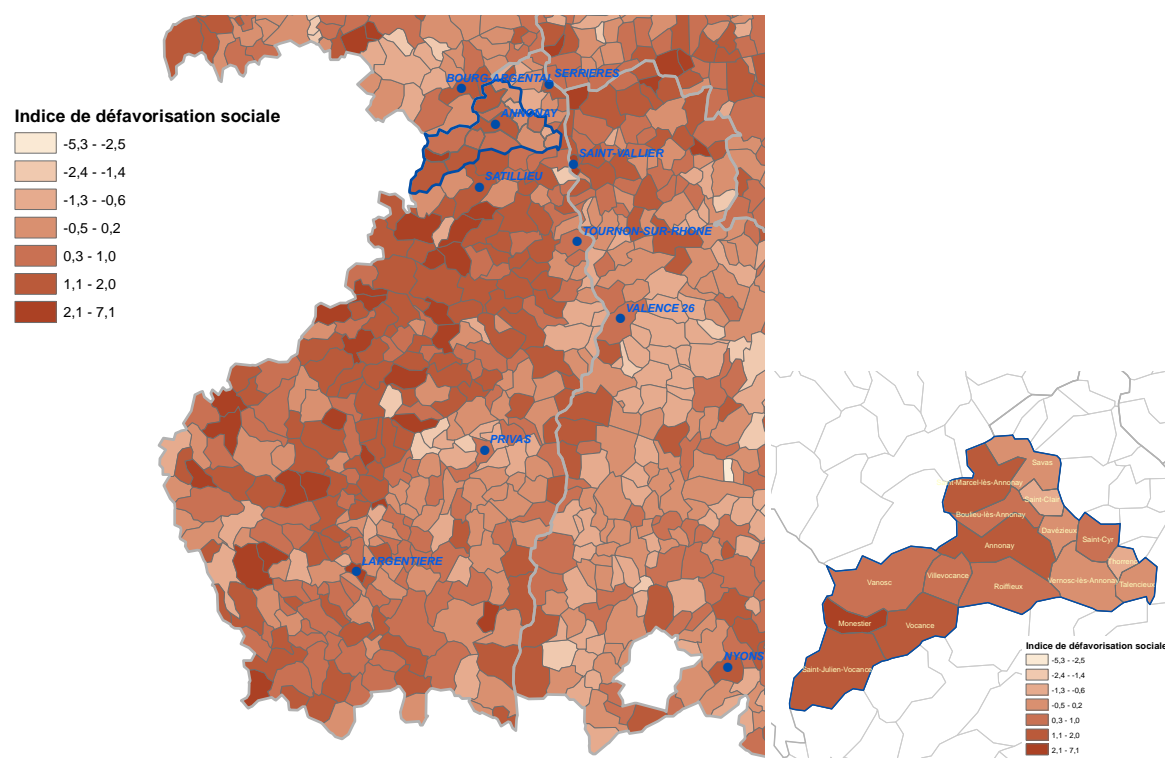 BOURG-ARGENTAL
SERRIERES
ANNONAY
SAINT-VALLIER
SATILLIEU
TOURNON-SUR-RHONE
VALENCE 26
PRIVAS
LARGENTIERE
NYONS
Indice de défavorisation sociale
-5,3 - -2,5
-2,4 - -1,4
-1,3 - -0,6
-0,5 - 0,2
0,3 - 1,0
1,1 - 2,0
2,1 - 7,1
Savas
nt-Marcel-lès-Annonay
Saint-Clair
Boulieu-lès-Annonay
Davézieux
Saint-Cyr
Annonay
Thorrenc
Vanosc
Villevocance
Roiffieux
Vernosc-lès-Annonay
Talencieux
Monestier
Vocance
Saint-Julien-Vocance
Indice de défavorisation sociale
-5,3 - -2,5
-2,4 - -1,4
-1,3 - -0,6
-0,5 - 0,2
0,3 - 1,0
1,1 - 2,0
2,1 - 7,1